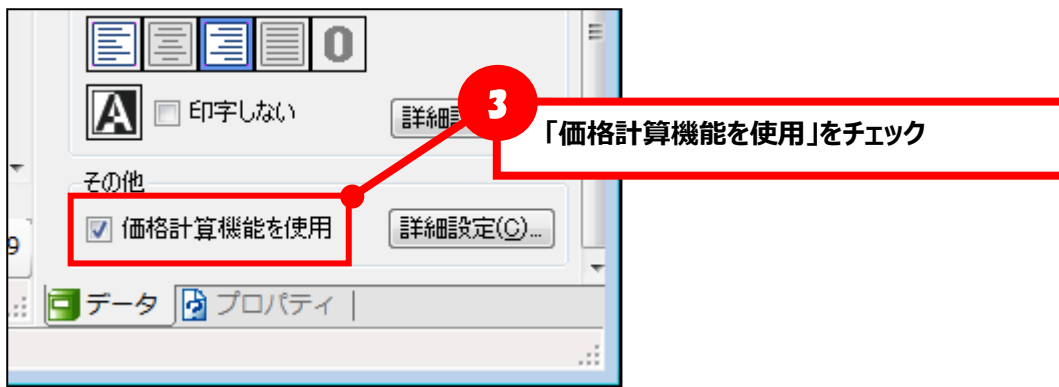 0
A 印字しない 詳細
3
「価格計算機能を使用」をチェック
その他
価格計算機能を使用 詳細設定(C)...
9
データ プロパティ